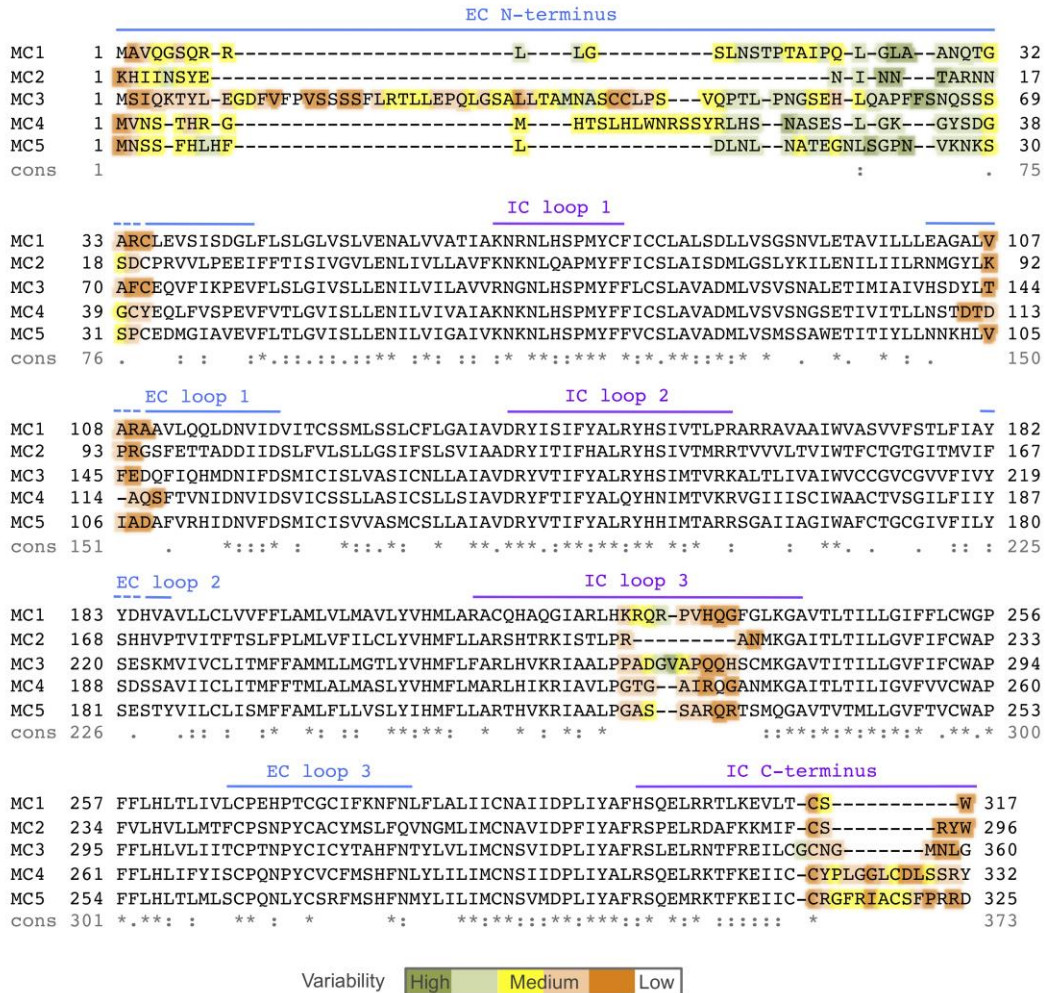 EC N-terminus
MC1 1 MAVQGSQR-R------------------------L----LG----------SLNSTPTAIPQ-L-GLA--ANQTG 32
MC2 1 KHIINSYE-----------------------------------------------------N-I-NN---TARNN 17
MC3 1 MSIQKTYL-EGDFVFPVSSSSFLRTLLEPQLGSALLTAMNASCCLPS---VQPTL-PNGSEH-LQAPFFSNQSSS 69
MC4 1 MVNS-THR-G------------------------M----HTSLHLWNRSSYRLHS--NASES-L-GK---GYSDG 38
MC5 1 MNSS-FHLHF------------------------L----------------DLNL--NATEGNLSGPN--VKNKS 30
cons 1 : . 75
IC loop 1
MC1 33 ARCLEVSISDGLFLSLGLVSLVENALVVATIAKNRNLHSPMYCFICCLALSDLLVSGSNVLETAVILLLEAGALV 107
MC2 18 SDCPRVVLPEEIFFTISIVGVLENLIVLLAVFKNKNLQAPMYFFICSLAISDMLGSLYKILENILIILRNMGYLK 92
MC3 70 AFCEQVFIKPEVFLSLGIVSLLENILVILAVVRNGNLHSPMYFFLCSLAVADMLVSVSNALETIMIAIVHSDYLT 144
MC4 39 GCYEQLFVSPEVFVTLGVISLLENILVIVAIAKNKNLHSPMYFFICSLAVADMLVSVSNGSETIVITLLNSTDTD 113
MC5 31 SPCEDMGIAVEVFLTLGVISLLENILVIGAIVKNKNLHSPMYFFVCSLAVADMLVSMSSAWETITIYLLNNKHLV 105
cons 76 . : : :*.::.:.:** :*: :: :* ***.:*** *.*.**::*:** * * . *: : . 150
EC loop 1 IC loop 2
MC1 108 ARAAVLQQLDNVIDVITCSSMLSSLCFLGAIAVDRYISIFYALRYHSIVTLPRARRAVAAIWVASVVFSTLFIAY 182
MC2 93 PRGSFETTADDIIDSLFVLSLLGSIFSLSVIAADRYITIFHALRYHSIVTMRRTVVVLTVIWTFCTGTGITMVIF 167
MC3 145 FEDQFIQHMDNIFDSMICISLVASICNLLAIAVDRYVTIFYALRYHSIMTVRKALTLIVAIWVCCGVCGVVFIVY 219
MC4 114 -AQSFTVNIDNVIDSVICSSLLASICSLLSIAVDRYFTIFYALQYHNIMTVKRVGIIISCIWAACTVSGILFIIY 187
MC5 106 IADAFVRHIDNVFDSMICISVVASMCSLLAIAVDRYVTIFYALRYHHIMTARRSGAIIAGIWAFCTGCGIVFILY 180
cons 151 . *:::* : *::.*: * **.***.:**:**:** *:* : : **. . . :: : 225
EC loop 2 IC loop 3
MC1 183 YDHVAVLLCLVVFFLAMLVLMAVLYVHMLARACQHAQGIARLHKRQR-PVHQGFGLKGAVTLTILLGIFFLCWGP 256
MC2 168 SHHVPTVITFTSLFPLMLVFILCLYVHMFLLARSHTRKISTLPR---------ANMKGAITLTILLGVFIFCWAP 233
MC3 220 SESKMVIVCLITMFFAMMLLMGTLYVHMFLFARLHVKRIAALPPADGVAPQQHSCMKGAVTITILLGVFIFCWAP 294
MC4 188 SDSSAVIICLITMFFTMLALMASLYVHMFLMARLHIKRIAVLPGTG--AIRQGANMKGAITLTILIGVFVVCWAP 260
MC5 181 SESTYVILCLISMFFAMLFLLVSLYIHMFLLARTHVKRIAALPGAS--SARQRTSMQGAVTVTMLLGVFTVCWAP 253
cons 226 . .:: : :* *: :: **:**: * * : *: * ::**:*:*:*:*:* .**.* 300
EC loop 3 IC C-terminus
MC1 257 FFLHLTLIVLCPEHPTCGCIFKNFNLFLALIICNAIIDPLIYAFHSQELRRTLKEVLT-CS-----------W 317
MC2 234 FVLHVLLMTFCPSNPYCACYMSLFQVNGMLIMCNAVIDPFIYAFRSPELRDAFKKMIF-CS---------RYW 296
MC3 295 FFLHLVLIITCPTNPYCICYTAHFNTYLVLIMCNSVIDPLIYAFRSLELRNTFREILCGCNG-------MNLG 360
MC4 261 FFLHLIFYISCPQNPYCVCFMSHFNLYLILIMCNSIIDPLIYALRSQELRKTFKEIIC-CYPLGGLCDLSSRY 332
MC5 254 FFLHLTLMLSCPQNLYCSRFMSHFNMYLILIMCNSVMDPLIYAFRSQEMRKTFKEIIC-CRGFRIACSFPRRD 325
cons 301 *.**: : ** : * *: **:**::**:***::* *:* ::::: * 373
Variability High Medium Low